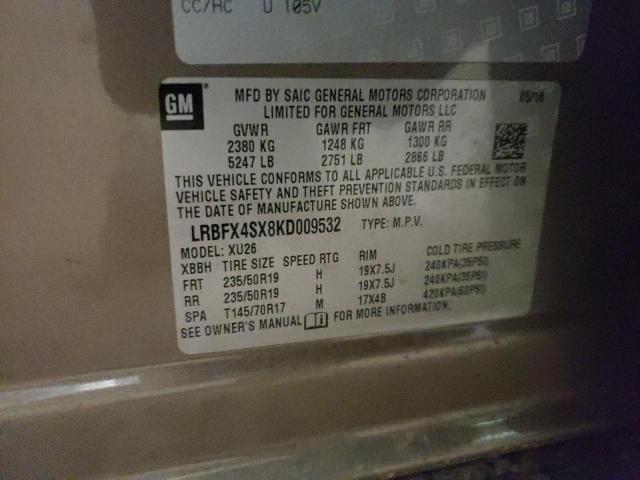 CC/HC U 105V
GM ®
MFD BY SAIC GENERAL MOTORS CORPORATION 05/18
LIMITED FOR GENERAL MOTORS LLC
GVWR GAWR FRT GAWR RR
2380 KG 1248 KG 1300 KG
5247 LB 2751 LB 2866 LB
THIS VEHICLE CONFORMS TO ALL APPLICABLE U.S. FEDERAL MOTOR
VEHICLE SAFETY AND THEFT PREVENTION STANDARDS IN EFFECT ON
THE DATE OF MANUFACTURE SHOWN ABOVE.
LRBFX4SX8KD009532 TYPE: M.P.V.
MODEL: XU26
XBBH TIRE SIZE SPEED RTG RIM COLD TIRE PRESSURE
FRT 235/50R19 H 19X7.5J 240KPA(35PSI)
RR 235/50R19 H 19X7.5J 240KPA(35PSI)
SPA T145/70R17 M 17X4B 420KPA(60PSI)
SEE OWNER'S MANUAL FOR MORE INFORMATION.